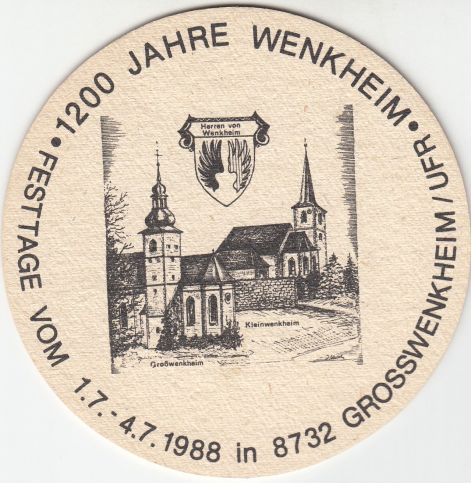 • 1200 JAHRE WENKHEIM •
FESTTAGE VOM 1.7.-4.7.1988 in 8732 GROSSWENKHEIM/UFR
Herren von
Wenkheim
Kleinwenkheim
Großwenkheim